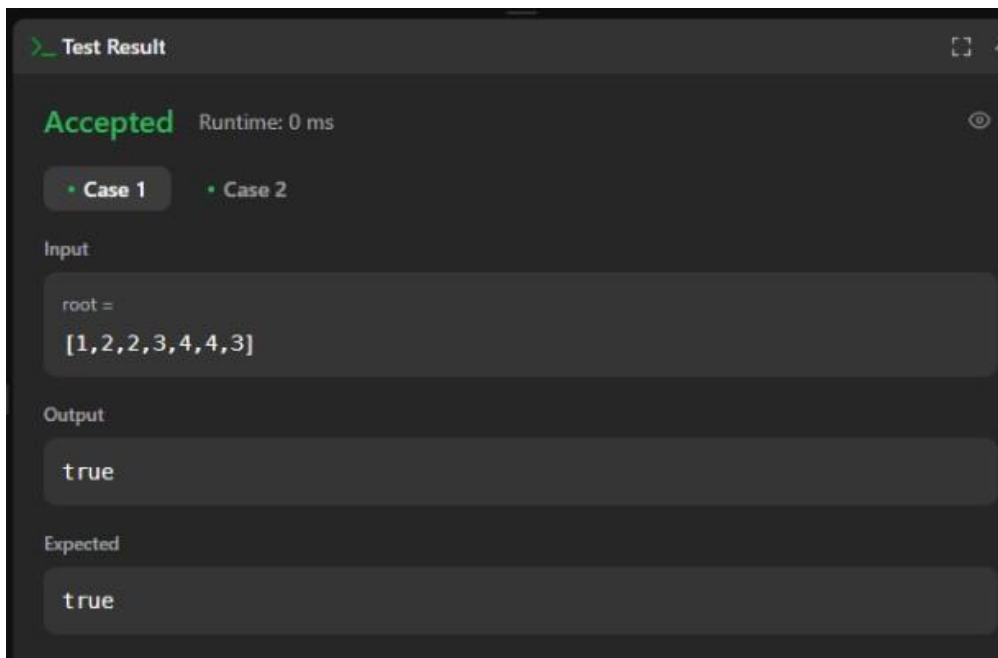 >_ Test Result
Accepted Runtime: 0 ms
• Case 1 • Case 2
Input
root =
[1,2,2,3,4,4,3]
Output
true
Expected
true